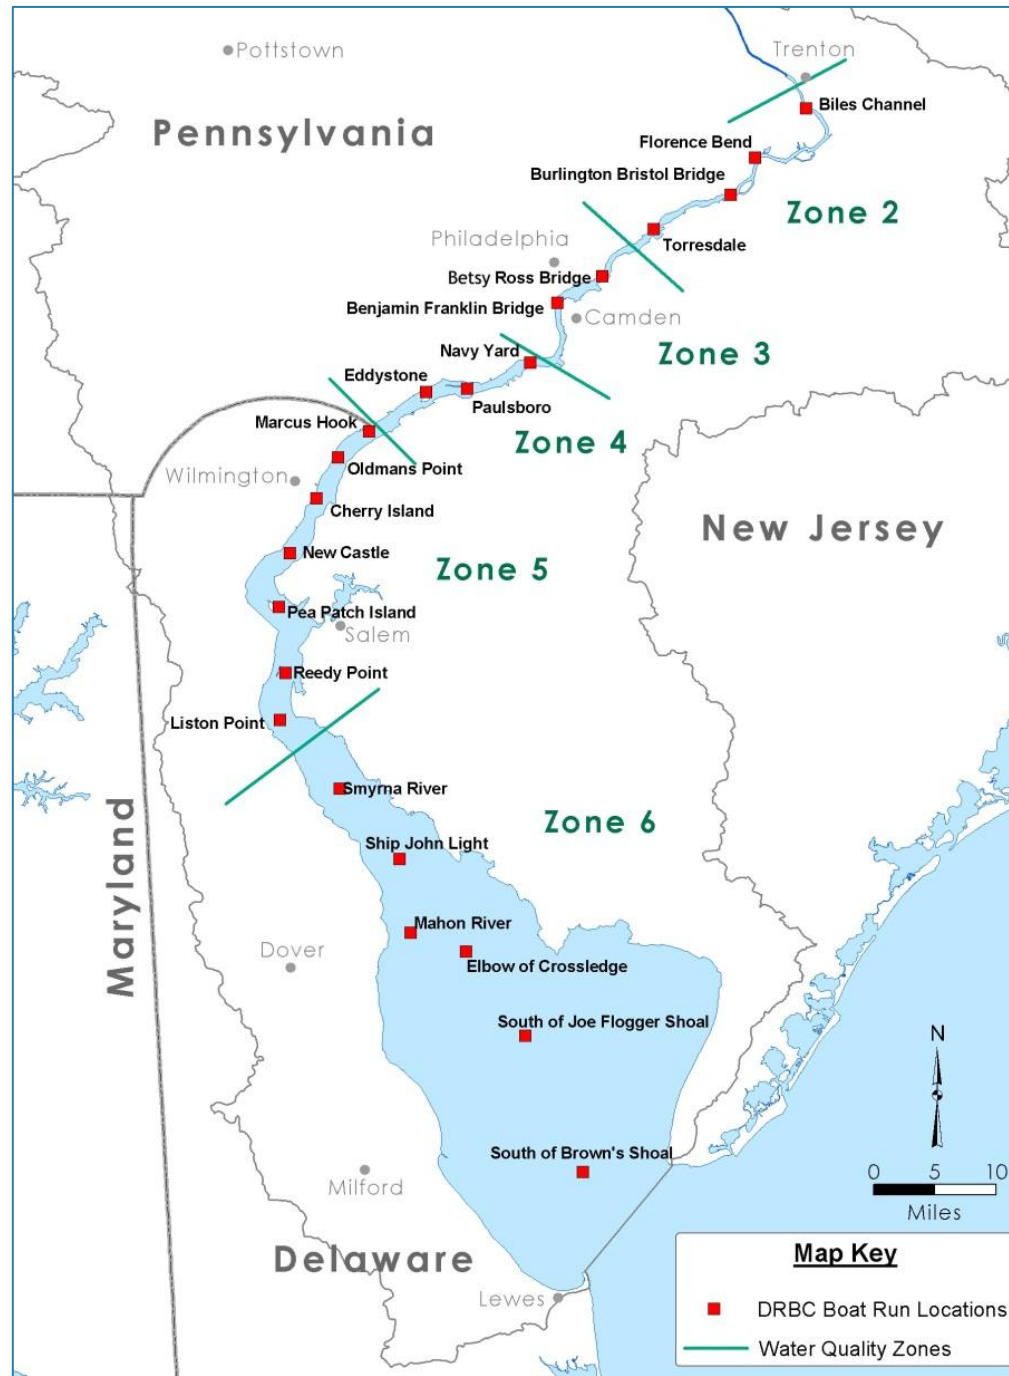 Pottstown
Trenton
Biles Channel
Pennsylvania
Florence Bend
Burlington Bristol Bridge
Zone 2
Philadelphia
Torresdale
Betsy Ross Bridge
Benjamin Franklin Bridge
Camden
Navy Yard
Zone 3
Eddystone
Paulsboro
Marcus Hook
Zone 4
Oldmans Point
Wilmington
Cherry Island
New Jersey
New Castle
Zone 5
Pea Patch Island
Salem
Reedy Point
Liston Point
Smyrna River
Zone 6
Ship John Light
Maryland
Mahon River
Dover
Elbow of Crossledge
South of Joe Flogger Shoal
N
South of Brown's Shoal
0 5 10
Miles
Milford
Delaware
Lewes
Map Key
DRBC Boat Run Locations
Water Quality Zones